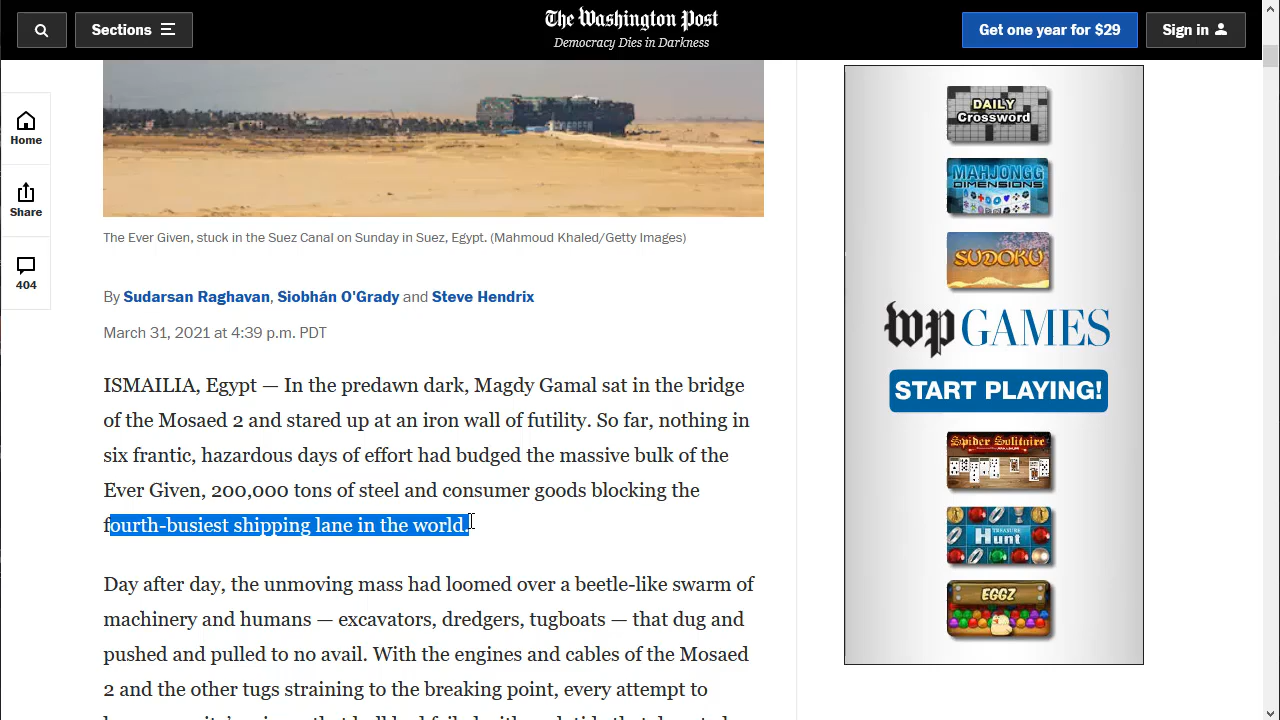 Sections
The Washington Post
Democracy Dies in Darkness
Get one year for $29
Sign in
Home
Share
404
The Ever Given, stuck in the Suez Canal on Sunday in Suez, Egypt. (Mahmoud Khaled/Getty Images)
By Sudarsan Raghavan, Siobhán O'Grady and Steve Hendrix
March 31, 2021 at 4:39 p.m. PDT
ISMAILIA, Egypt — In the predawn dark, Magdy Gamal sat in the bridge
of the Mosaed 2 and stared up at an iron wall of futility. So far, nothing in
six frantic, hazardous days of effort had budged the massive bulk of the
Ever Given, 200,000 tons of steel and consumer goods blocking the
fourth-busiest shipping lane in the world.
Day after day, the unmoving mass had loomed over a beetle-like swarm of
machinery and humans — excavators, dredgers, tugboats — that dug and
pushed and pulled to no avail. With the engines and cables of the Mosaed
2 and the other tugs straining to the breaking point, every attempt to
DAILY
Crossword
MAHJONGG
DIMENSIONS
SUDOKU
wp GAMES
START PLAYING!
Spider Solitaire
TREASURE
Hunt
EGGZ